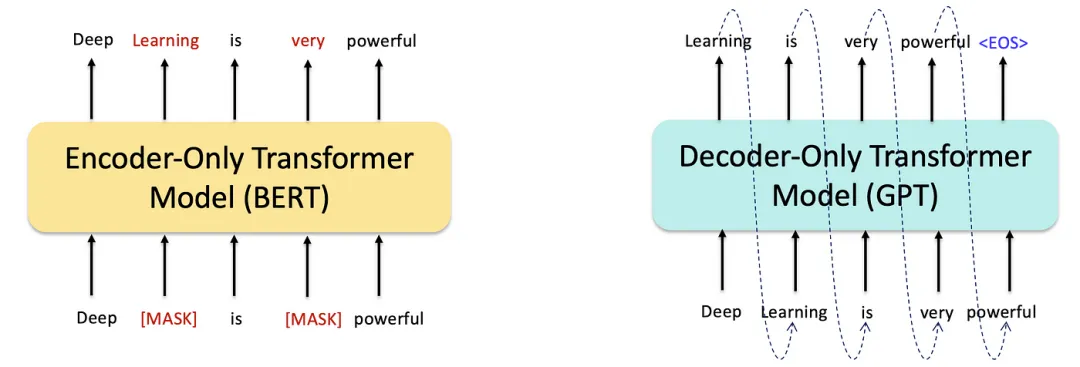 Deep Learning is very powerful
Encoder-Only Transformer
Model (BERT)
Deep [MASK] is [MASK] powerful
Learning is very powerful <EOS>
Decoder-Only Transformer
Model (GPT)
Deep Learning is very powerful